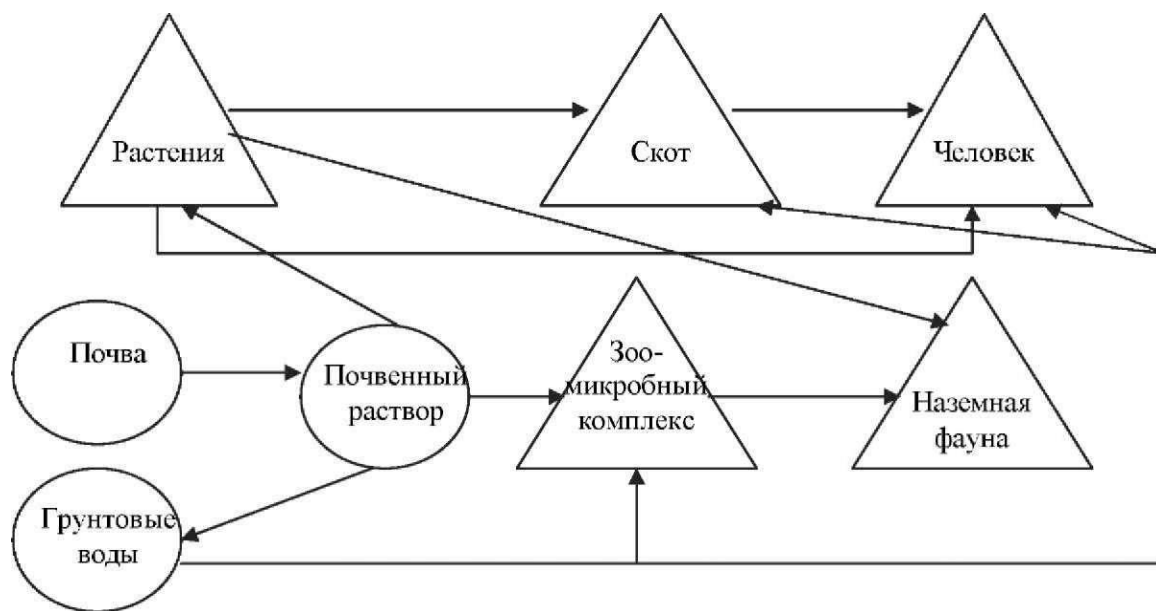 Растения
Скот
Человек
Почва
Почвенный
раствор
Зоо-
микробный
комплекс
Наземная
фауна
Грунтовые
воды